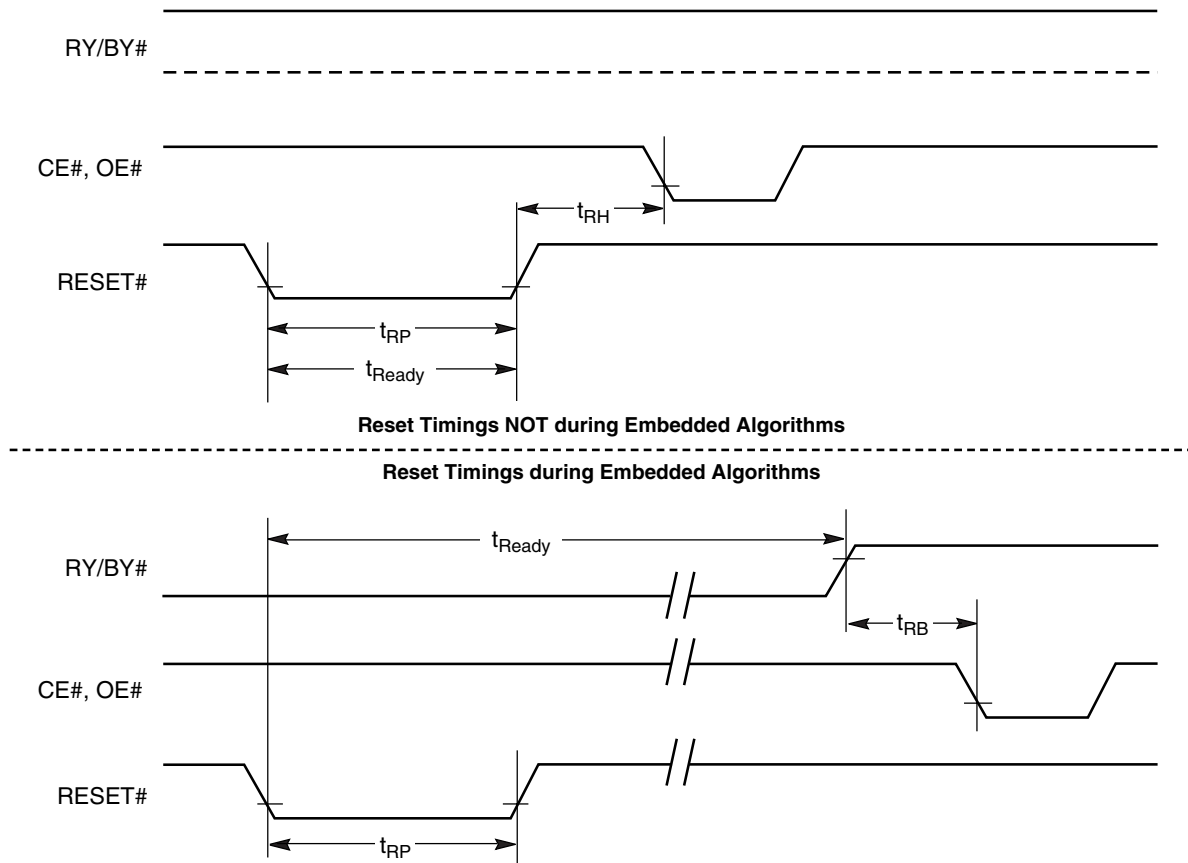 RY/BY#
CE#, OE#
tRH
RESET#
tRP
tReady
Reset Timings NOT during Embedded Algorithms
Reset Timings during Embedded Algorithms
tReady
RY/BY#
tRB
CE#, OE#
RESET#
tRP